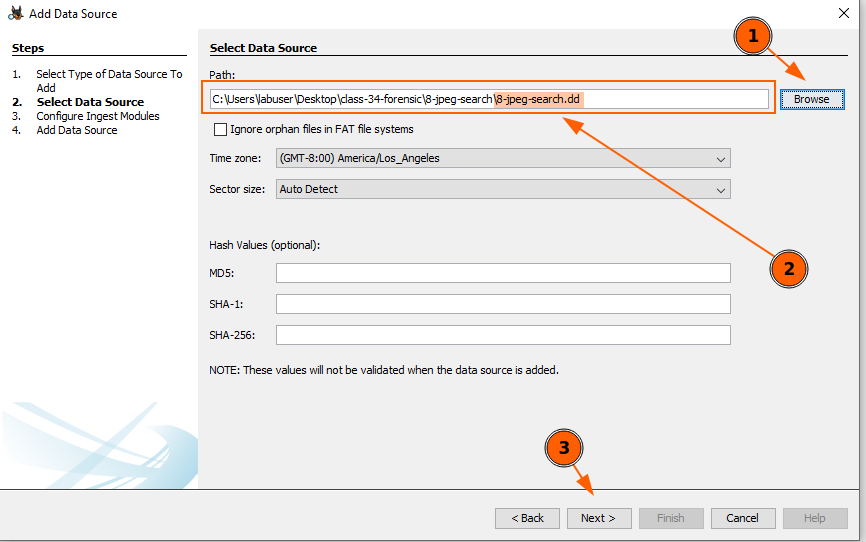 Add Data Source
Steps
1. Select Type of Data Source To
Add
2. Select Data Source
3. Configure Ingest Modules
4. Add Data Source
Select Data Source
1
Path:
C:\Users\labuser\Desktop\class-34-forensic\8-jpeg-search\8-jpeg-search.dd
Browse
Ignore orphan files in FAT file systems
Time zone: (GMT-8:00) America/Los_Angeles
Sector size: Auto Detect
2
Hash Values (optional):
MD5:
SHA-1:
SHA-256:
NOTE: These values will not be validated when the data source is added.
3
< Back Next > Finish Cancel Help